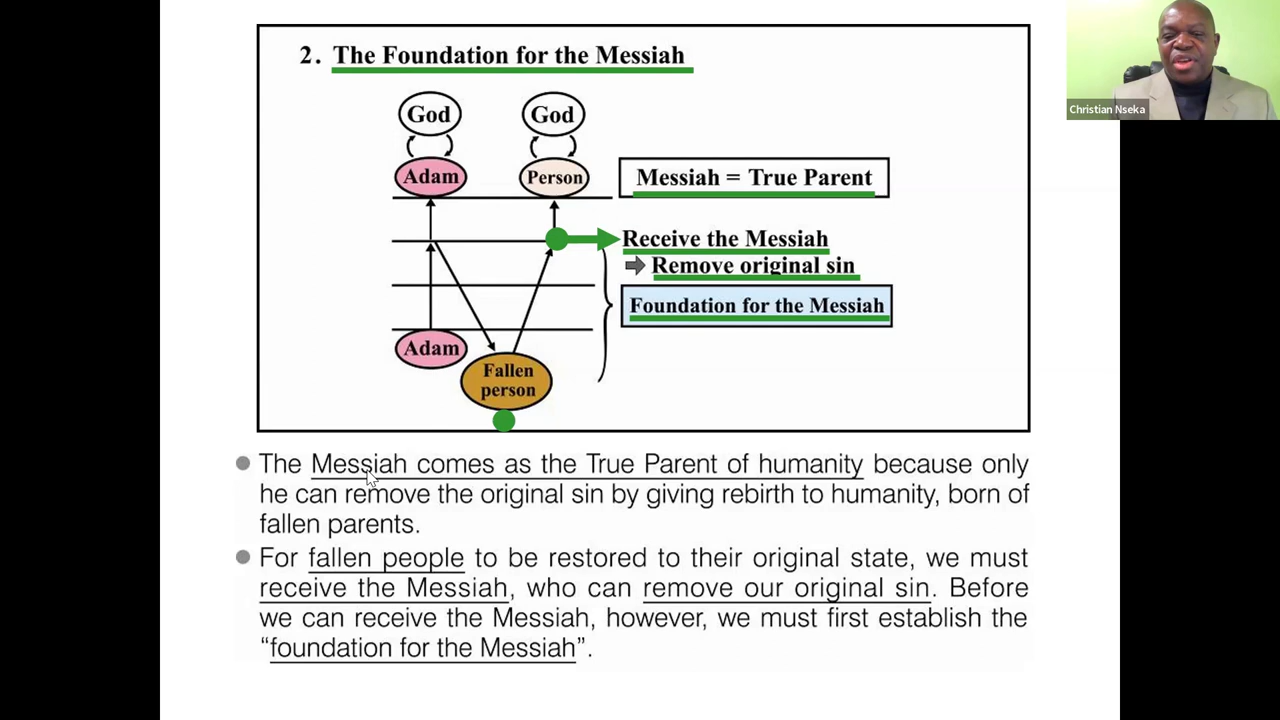 2. The Foundation for the Messiah
God God
Adam Person
Messiah = True Parent
Receive the Messiah
⇨ Remove original sin
Foundation for the Messiah
Adam
Fallen
person
Christian Nseka
● The Messiah comes as the True Parent of humanity because only
he can remove the original sin by giving rebirth to humanity, born of
fallen parents.
● For fallen people to be restored to their original state, we must
receive the Messiah, who can remove our original sin. Before
we can receive the Messiah, however, we must first establish the
“foundation for the Messiah”.